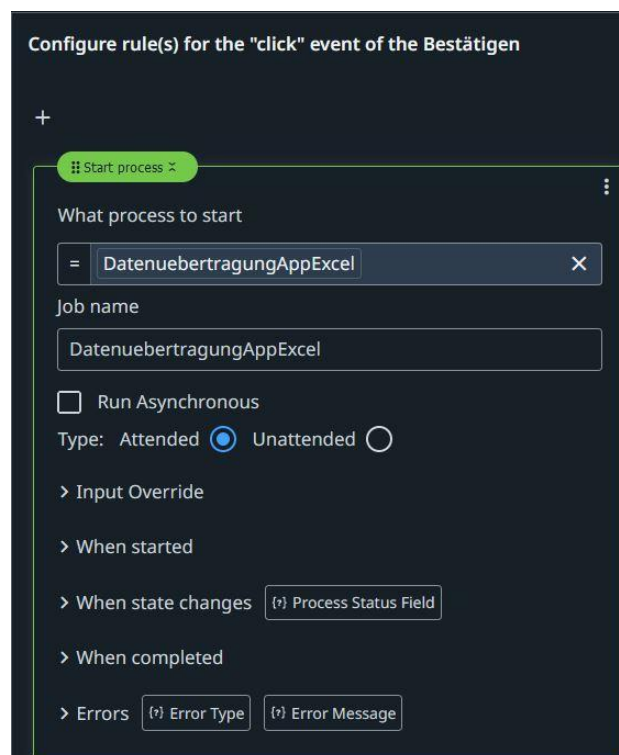 Configure rule(s) for the "click" event of the Bestätigen
+
Start process
What process to start
= DatenuebertragungAppExcel
Job name
DatenuebertragungAppExcel
Run Asynchronous
Type: Attended Unattended
> Input Override
> When started
> When state changes {?} Process Status Field
> When completed
> Errors {?} Error Type {?} Error Message